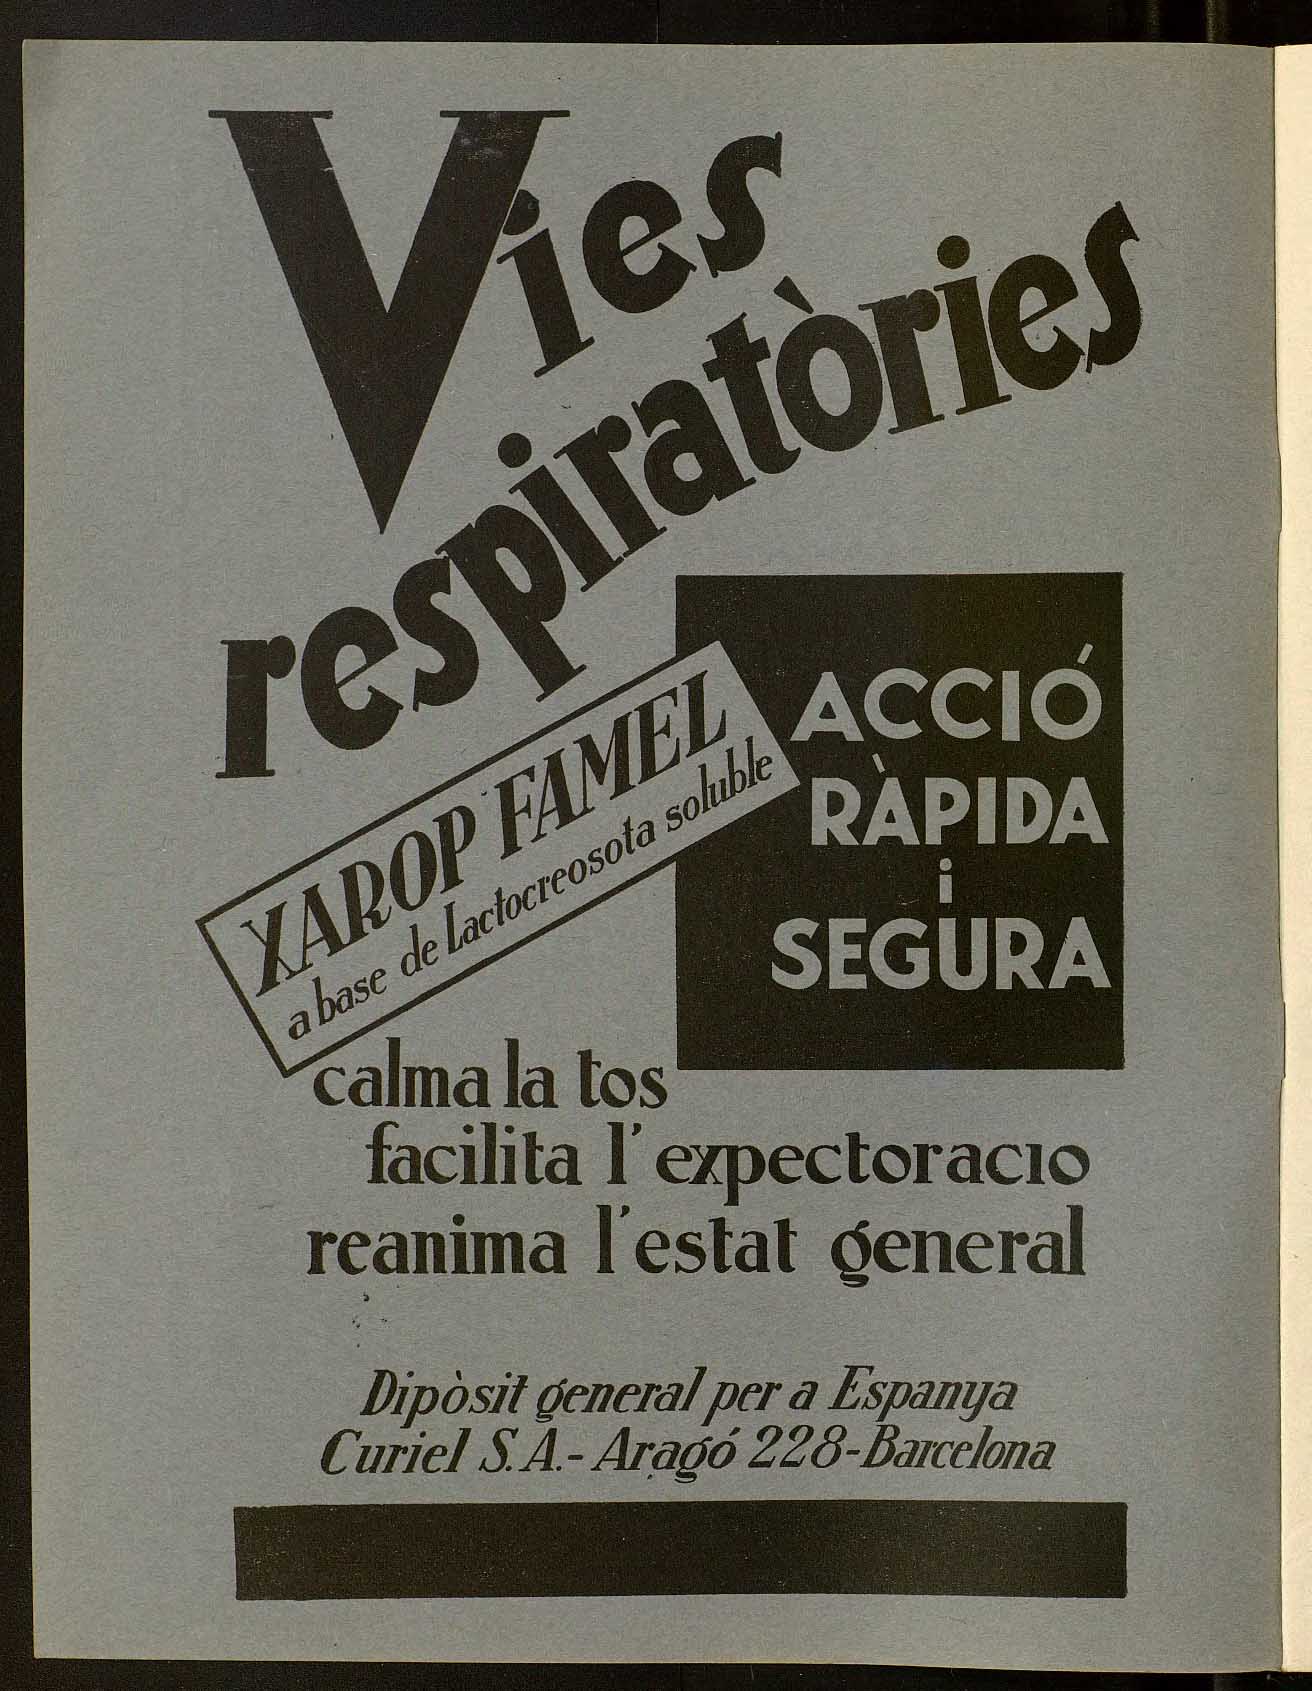 Vies
respiratòries
XAROP FAMEL
a base de Lactocreosota soluble
ACCIÓ
RÀPIDA
i
SEGURA
calma la tos
facilita l'expectoracio
reanima l'estat general
Dipòsit general per a Espanya
Curiel S.A.-Aragó 228-Barcelona